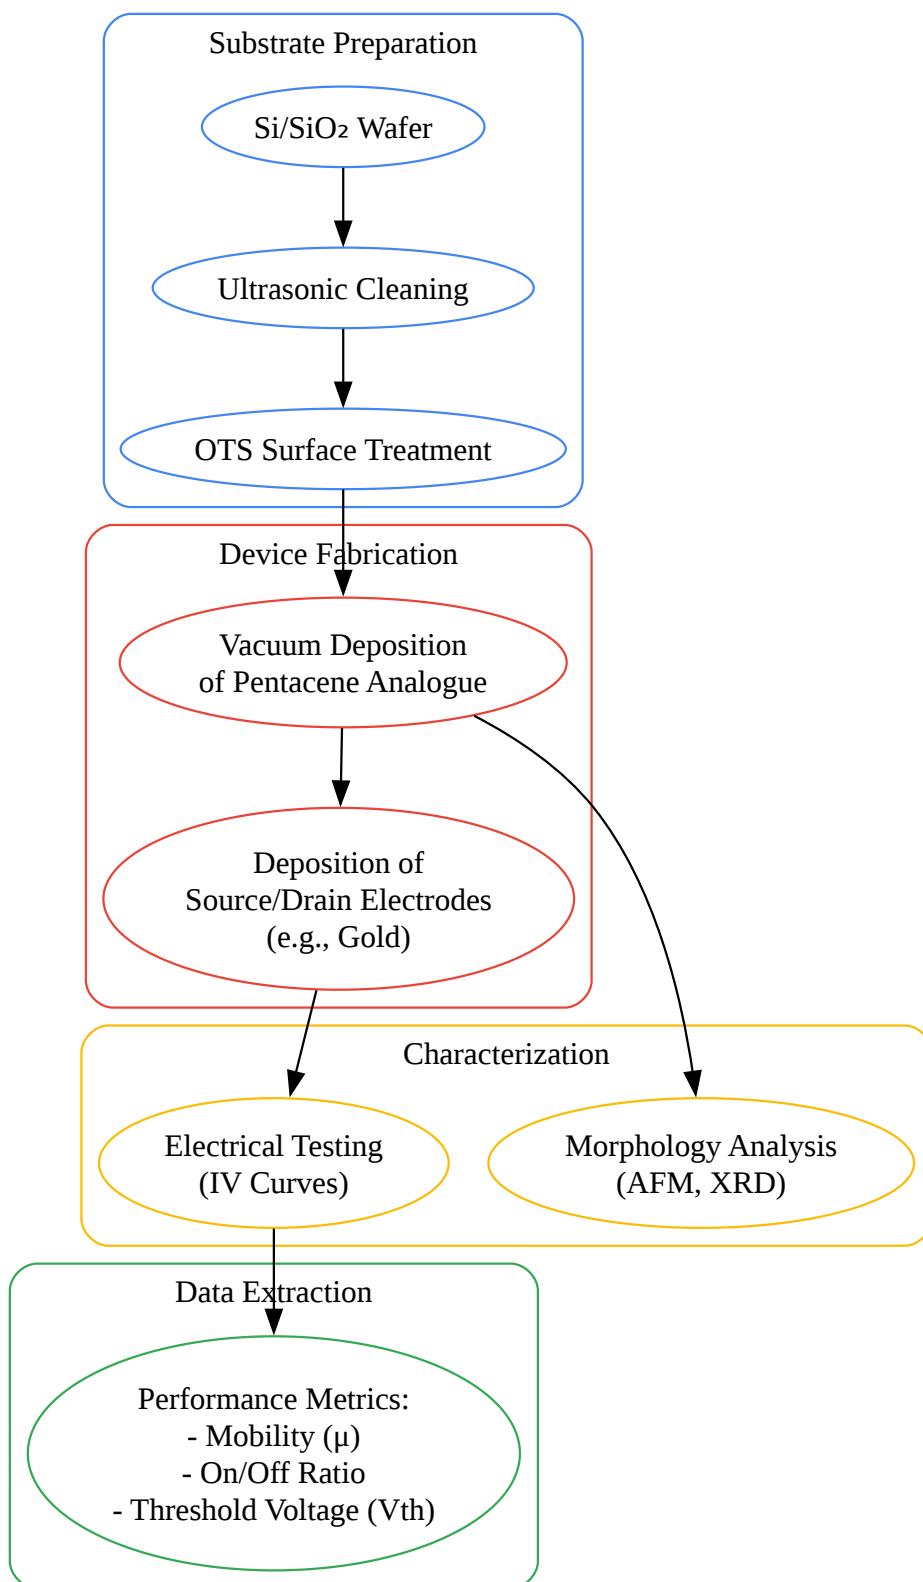 Substrate Preparation
Si/SiO₂ Wafer
Ultrasonic Cleaning
OTS Surface Treatment
Device Fabrication
Vacuum Deposition
of Pentacene Analogue
Deposition of
Source/Drain Electrodes
(e.g., Gold)
Characterization
Electrical Testing
(IV Curves)
Morphology Analysis
(AFM, XRD)
Data Extraction
Performance Metrics:
- Mobility (μ)
- On/Off Ratio
- Threshold Voltage (Vth)